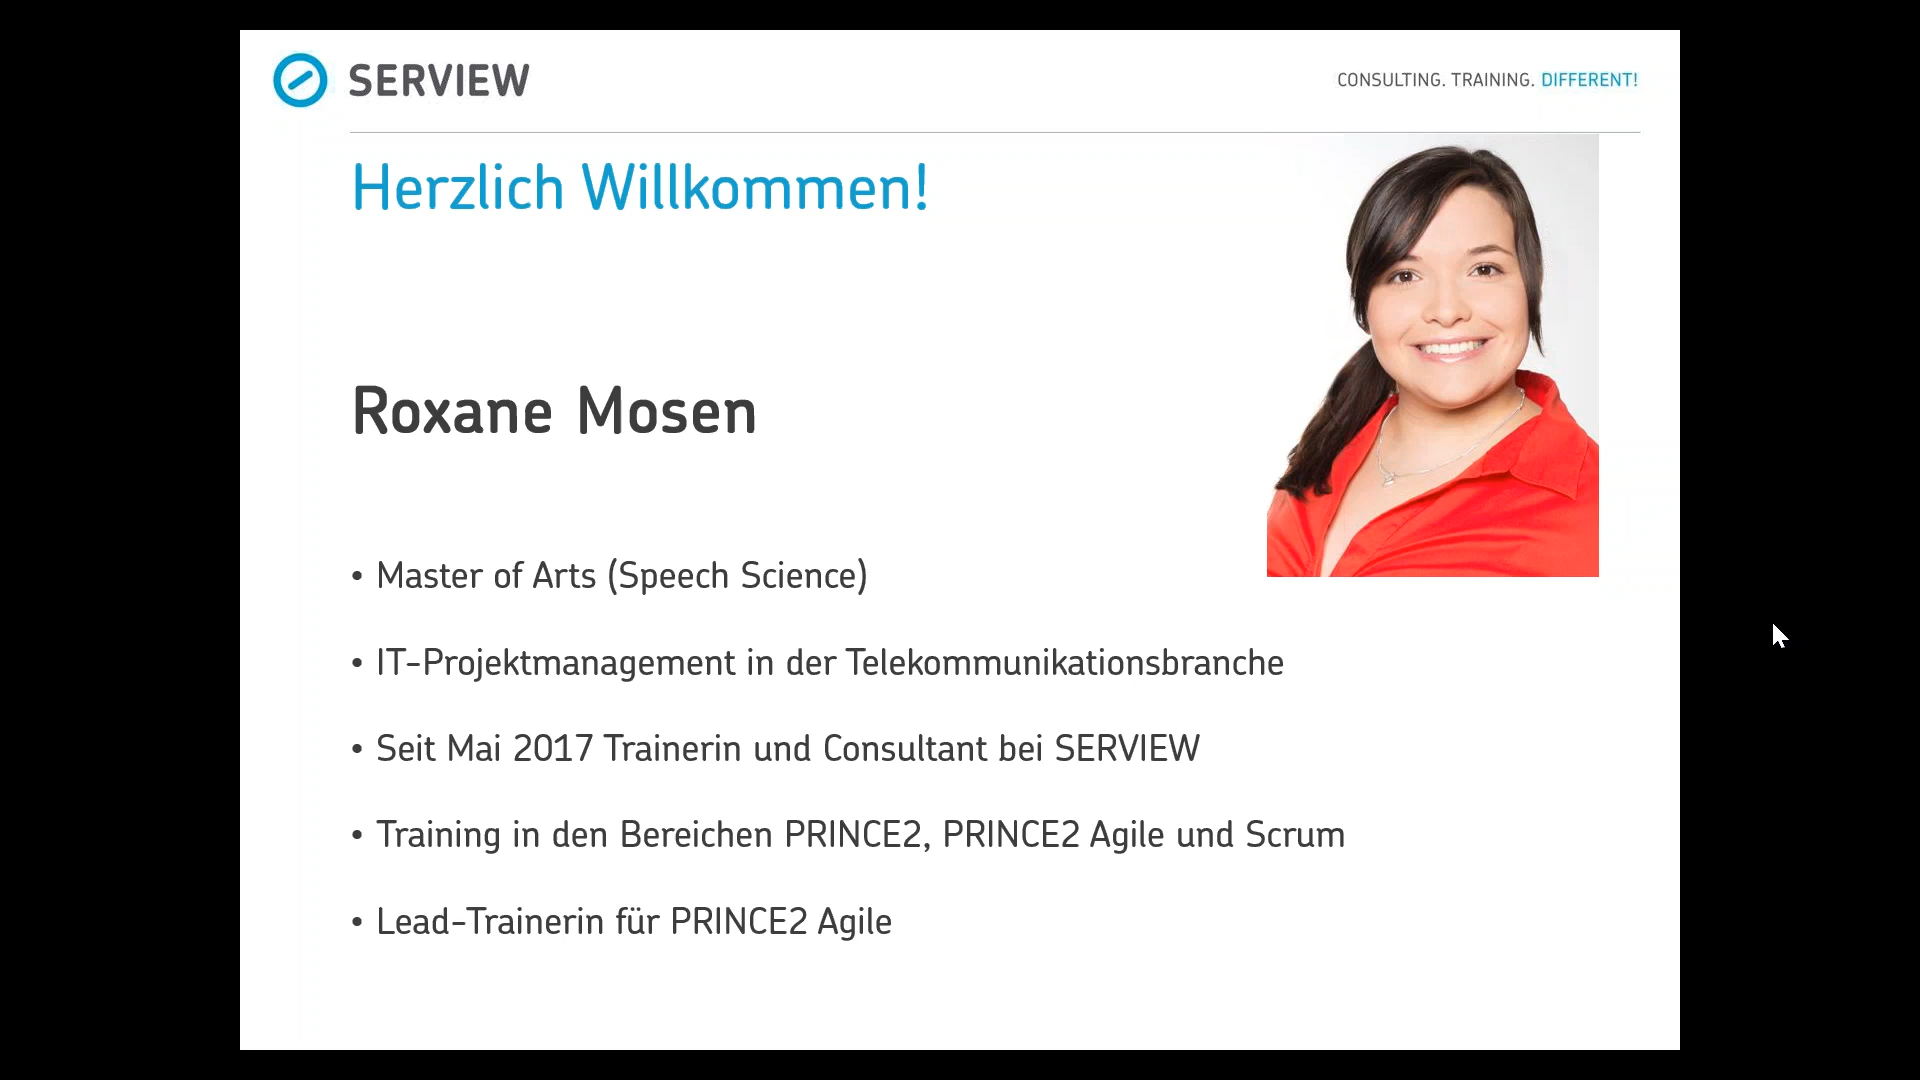 SERVIEW
CONSULTING. TRAINING. DIFFERENT!
Herzlich Willkommen!
Roxane Mosen
• Master of Arts (Speech Science)
• IT-Projektmanagement in der Telekommunikationsbranche
• Seit Mai 2017 Trainerin und Consultant bei SERVIEW
• Training in den Bereichen PRINCE2, PRINCE2 Agile und Scrum
• Lead-Trainerin für PRINCE2 Agile